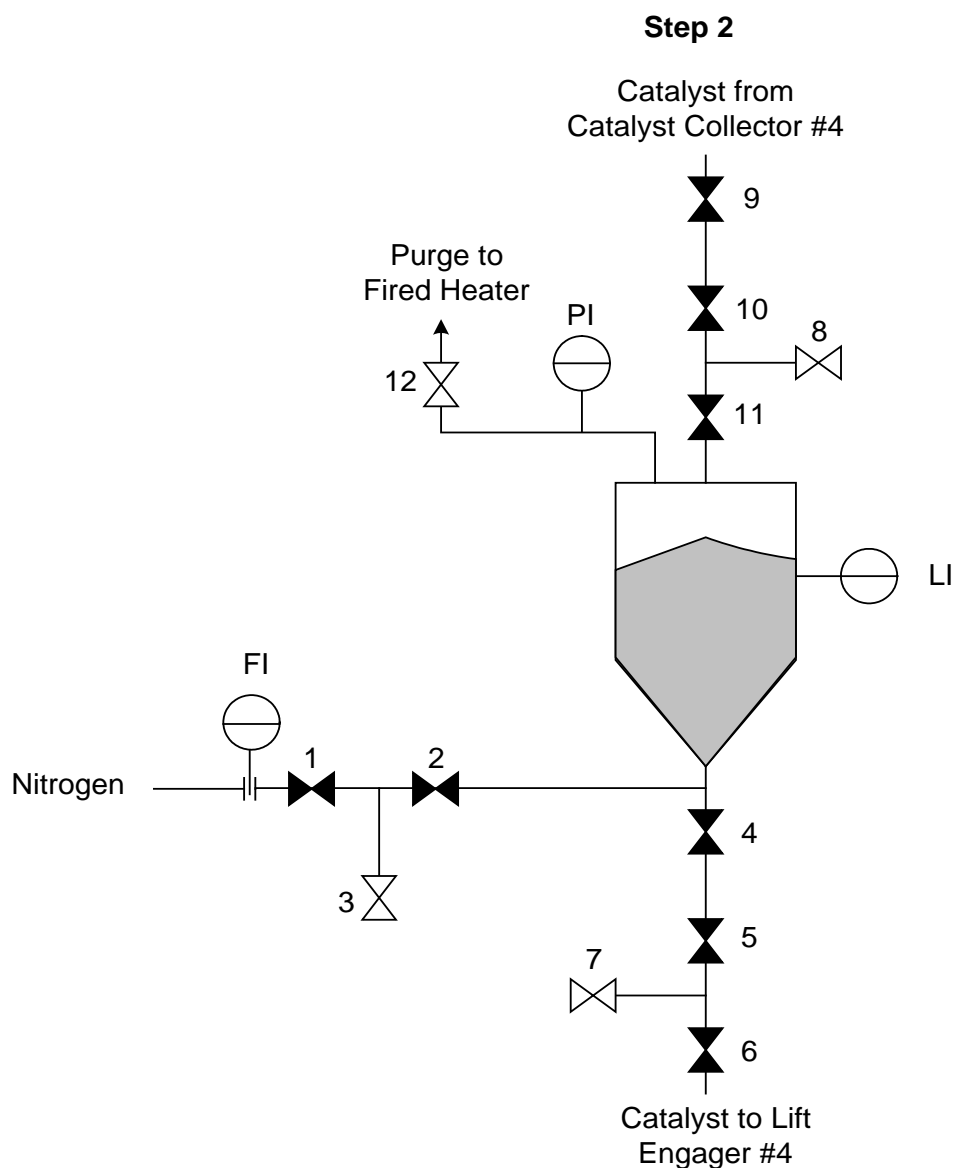 Step 2
Catalyst from
Catalyst Collector #4
9
Purge to
Fired Heater
10
PI
8
12
11
LI
FI
1
2
Nitrogen
4
3
5
7
6
Catalyst to Lift
Engager #4